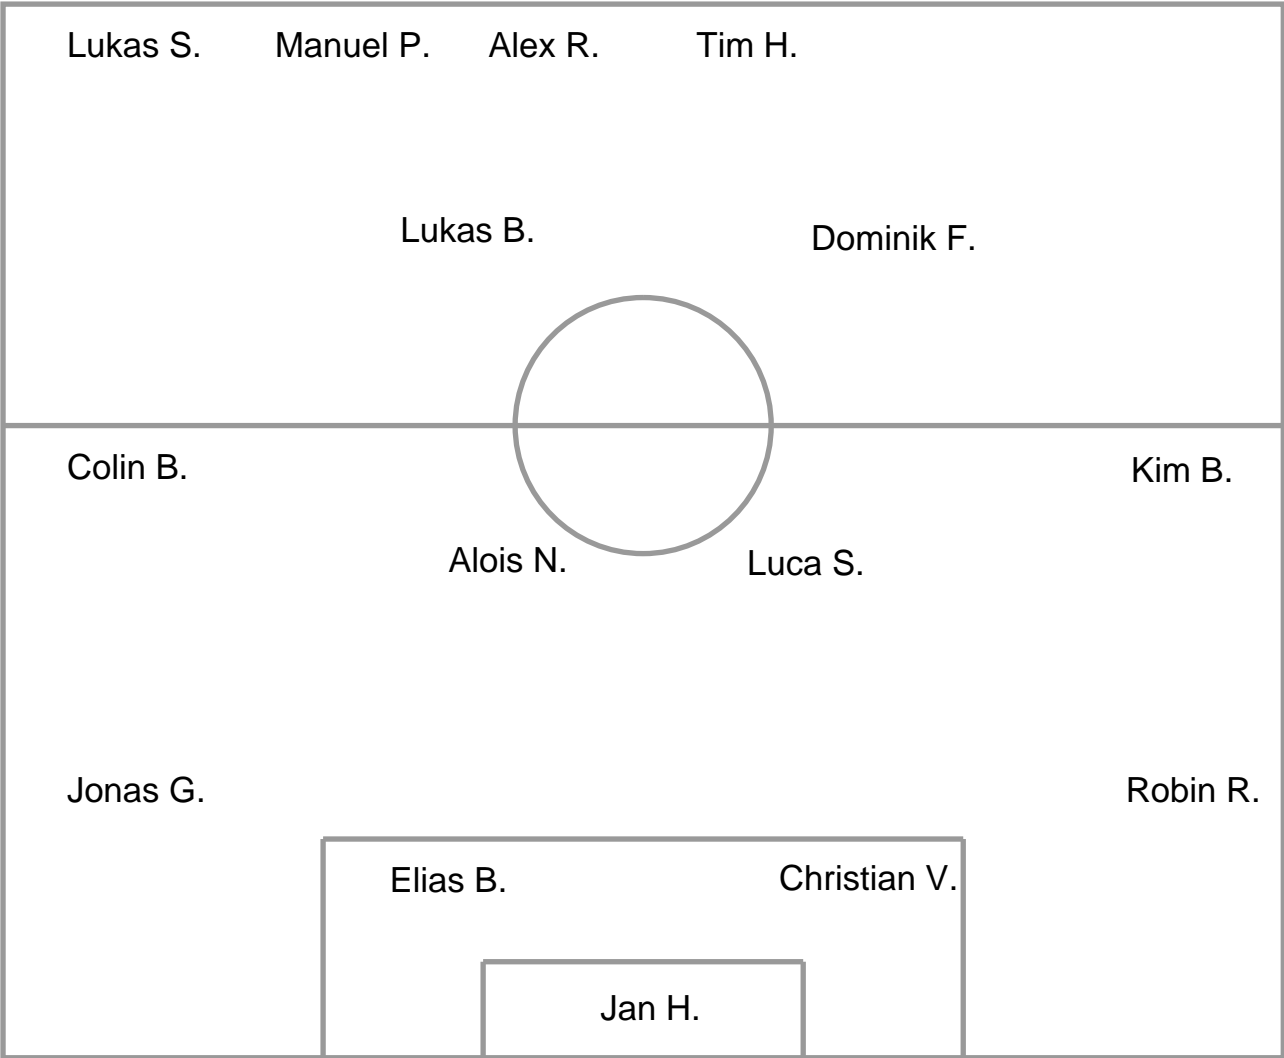 Lukas S. Manuel P. Alex R. Tim H.
Lukas B. Dominik F.
Colin B. Kim B.
Alois N. Luca S.
Jonas G. Robin R.
Elias B. Christian V.
Jan H.